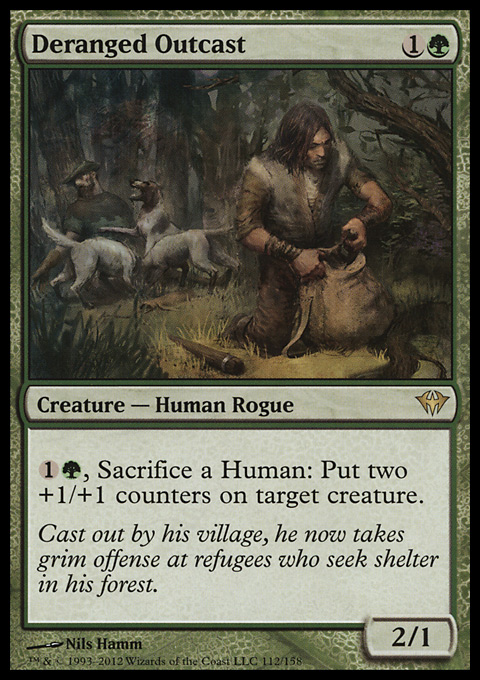 Deranged Outcast
1
Creature — Human Rogue
1 , Sacrifice a Human: Put two
+1/+1 counters on target creature.
Cast out by his village, he now takes
grim offense at refugees who seek shelter
in his forest.
Nils Hamm
2/1
™ & © 1993–2012 Wizards of the Coast LLC 112/158